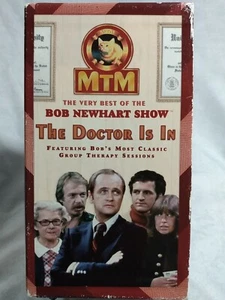 MTM
THE VERY BEST OF THE
BOB NEWHART SHOW
THE DOCTOR IS IN
FEATURING BOB'S MOST CLASSIC
GROUP THERAPY SESSIONS